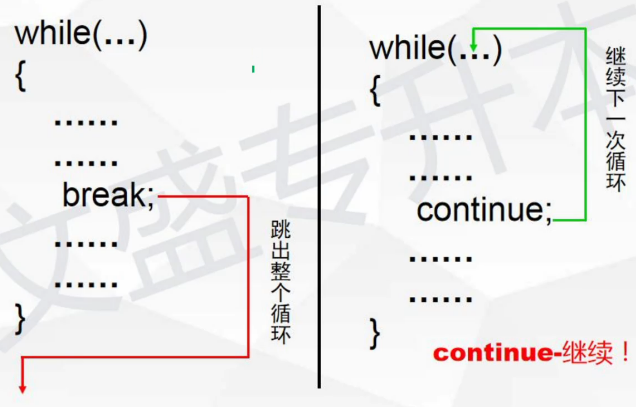 while(...)
{
......
......
break;
......
......
}
跳出整个循环
while(...)
{
......
......
continue;
......
......
}
继续下一次循环
continue-继续！
文盛专升本